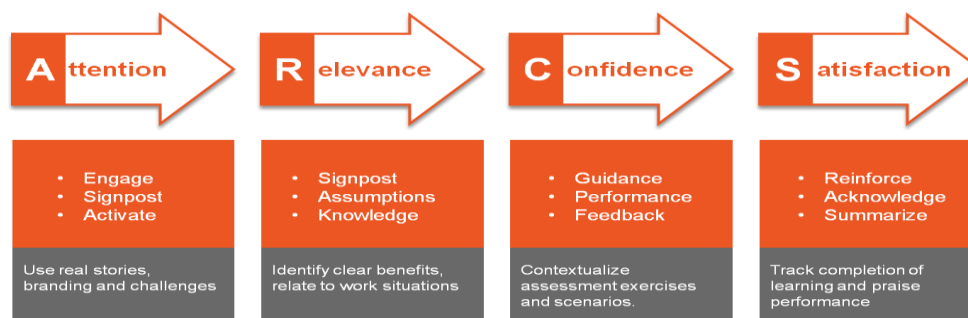 Attention
Relevance
Confidence
Satisfaction
• Engage
• Signpost
• Activate
• Signpost
• Assumptions
• Knowledge
• Guidance
• Performance
• Feedback
• Reinforce
• Acknowledge
• Summarize
Use real stories,
branding and challenges
Identify clear benefits,
relate to work situations
Contextualize
assessment exercises
and scenarios.
Track completion of
learning and praise
performance